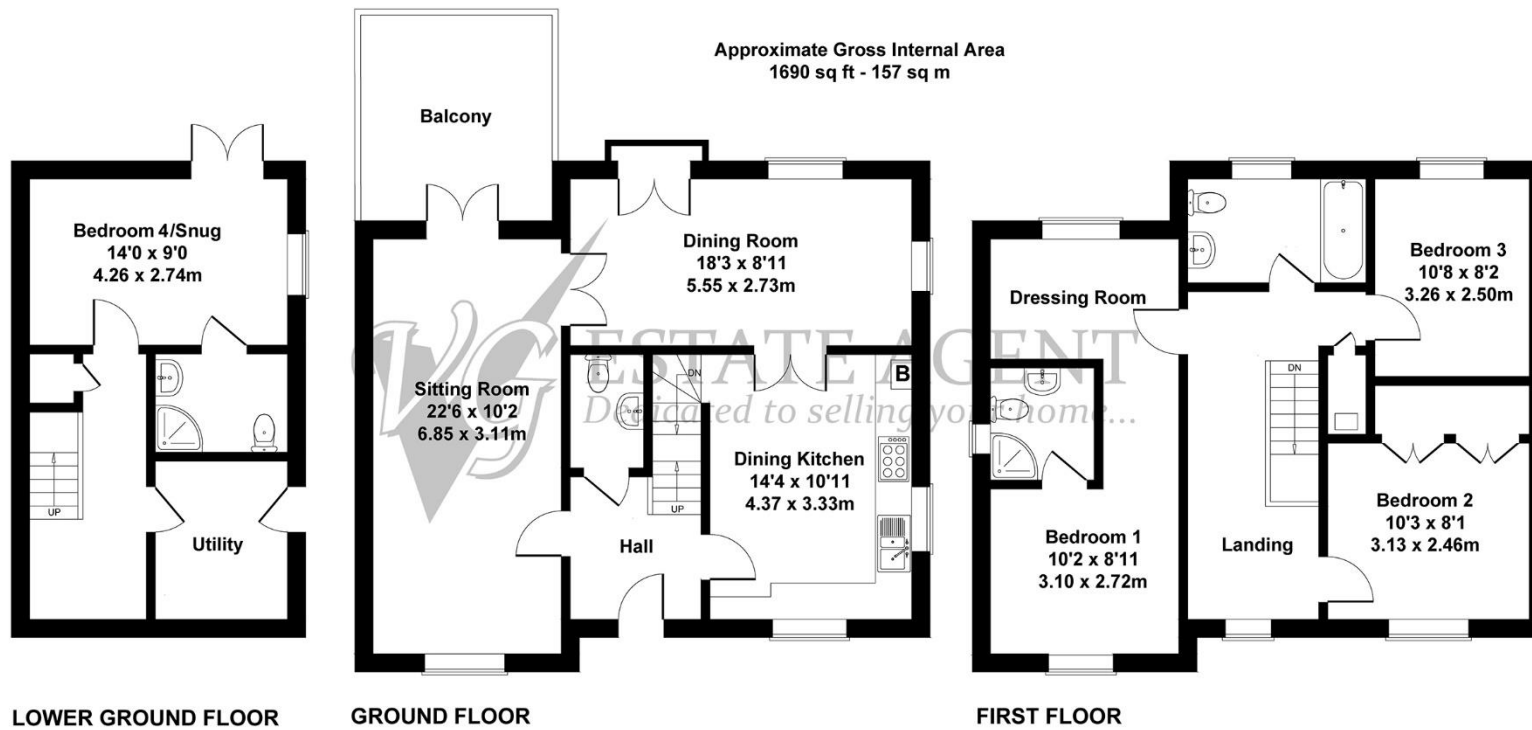 Approximate Gross Internal Area
1690 sq ft - 157 sq m
Bedroom 4/Snug
14'0 x 9'0
4.26 x 2.74m
UP
Utility
LOWER GROUND FLOOR
Balcony
Dining Room
18'3 x 8'11
5.55 x 2.73m
Sitting Room
22'6 x 10'2
6.85 x 3.11m
DN
UP
B
Dining Kitchen
14'4 x 10'11
4.37 x 3.33m
Hall
GROUND FLOOR
VG ESTATE AGENT
Dedicated to selling your home...
Dressing Room
Bedroom 3
10'8 x 8'2
3.26 x 2.50m
DN
Bedroom 1
10'2 x 8'11
3.10 x 2.72m
Landing
Bedroom 2
10'3 x 8'1
3.13 x 2.46m
FIRST FLOOR